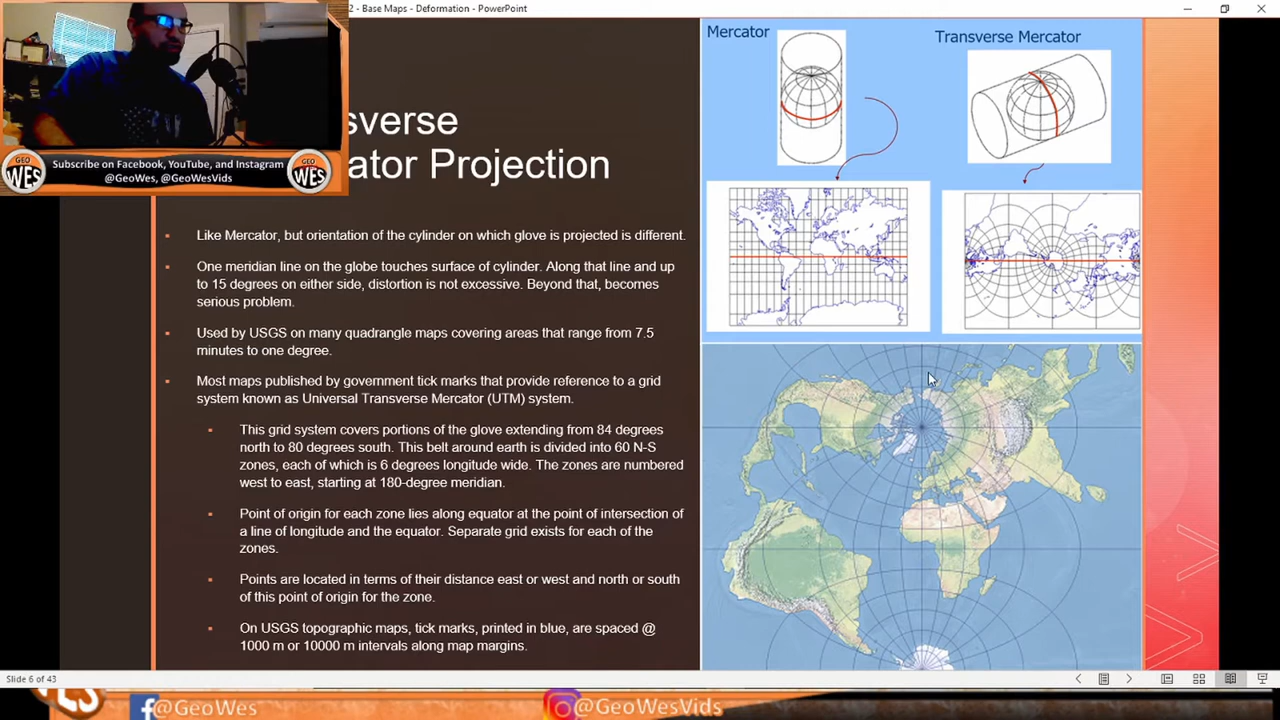 2 - Base Maps - Deformation - PowerPoint
sverse
ator Projection
GEO
WES
Subscribe on Facebook, YouTube, and Instagram
@GeoWes, @GeoWesVids
GEO
WES
Like Mercator, but orientation of the cylinder on which glove is projected is different.
One meridian line on the globe touches surface of cylinder. Along that line and up
to 15 degrees on either side, distortion is not excessive. Beyond that, becomes
serious problem.
Used by USGS on many quadrangle maps covering areas that range from 7.5
minutes to one degree.
Most maps published by government tick marks that provide reference to a grid
system known as Universal Transverse Mercator (UTM) system.
This grid system covers portions of the glove extending from 84 degrees
north to 80 degrees south. This belt around earth is divided into 60 N-S
zones, each of which is 6 degrees longitude wide. The zones are numbered
west to east, starting at 180-degree meridian.
Point of origin for each zone lies along equator at the point of intersection of
a line of longitude and the equator. Separate grid exists for each of the
zones.
Points are located in terms of their distance east or west and north or south
of this point of origin for the zone.
On USGS topographic maps, tick marks, printed in blue, are spaced @
1000 m or 10000 m intervals along map margins.
Mercator
Transverse Mercator
Slide 6 of 43
WES
f @GeoWes
@GeoWesVids